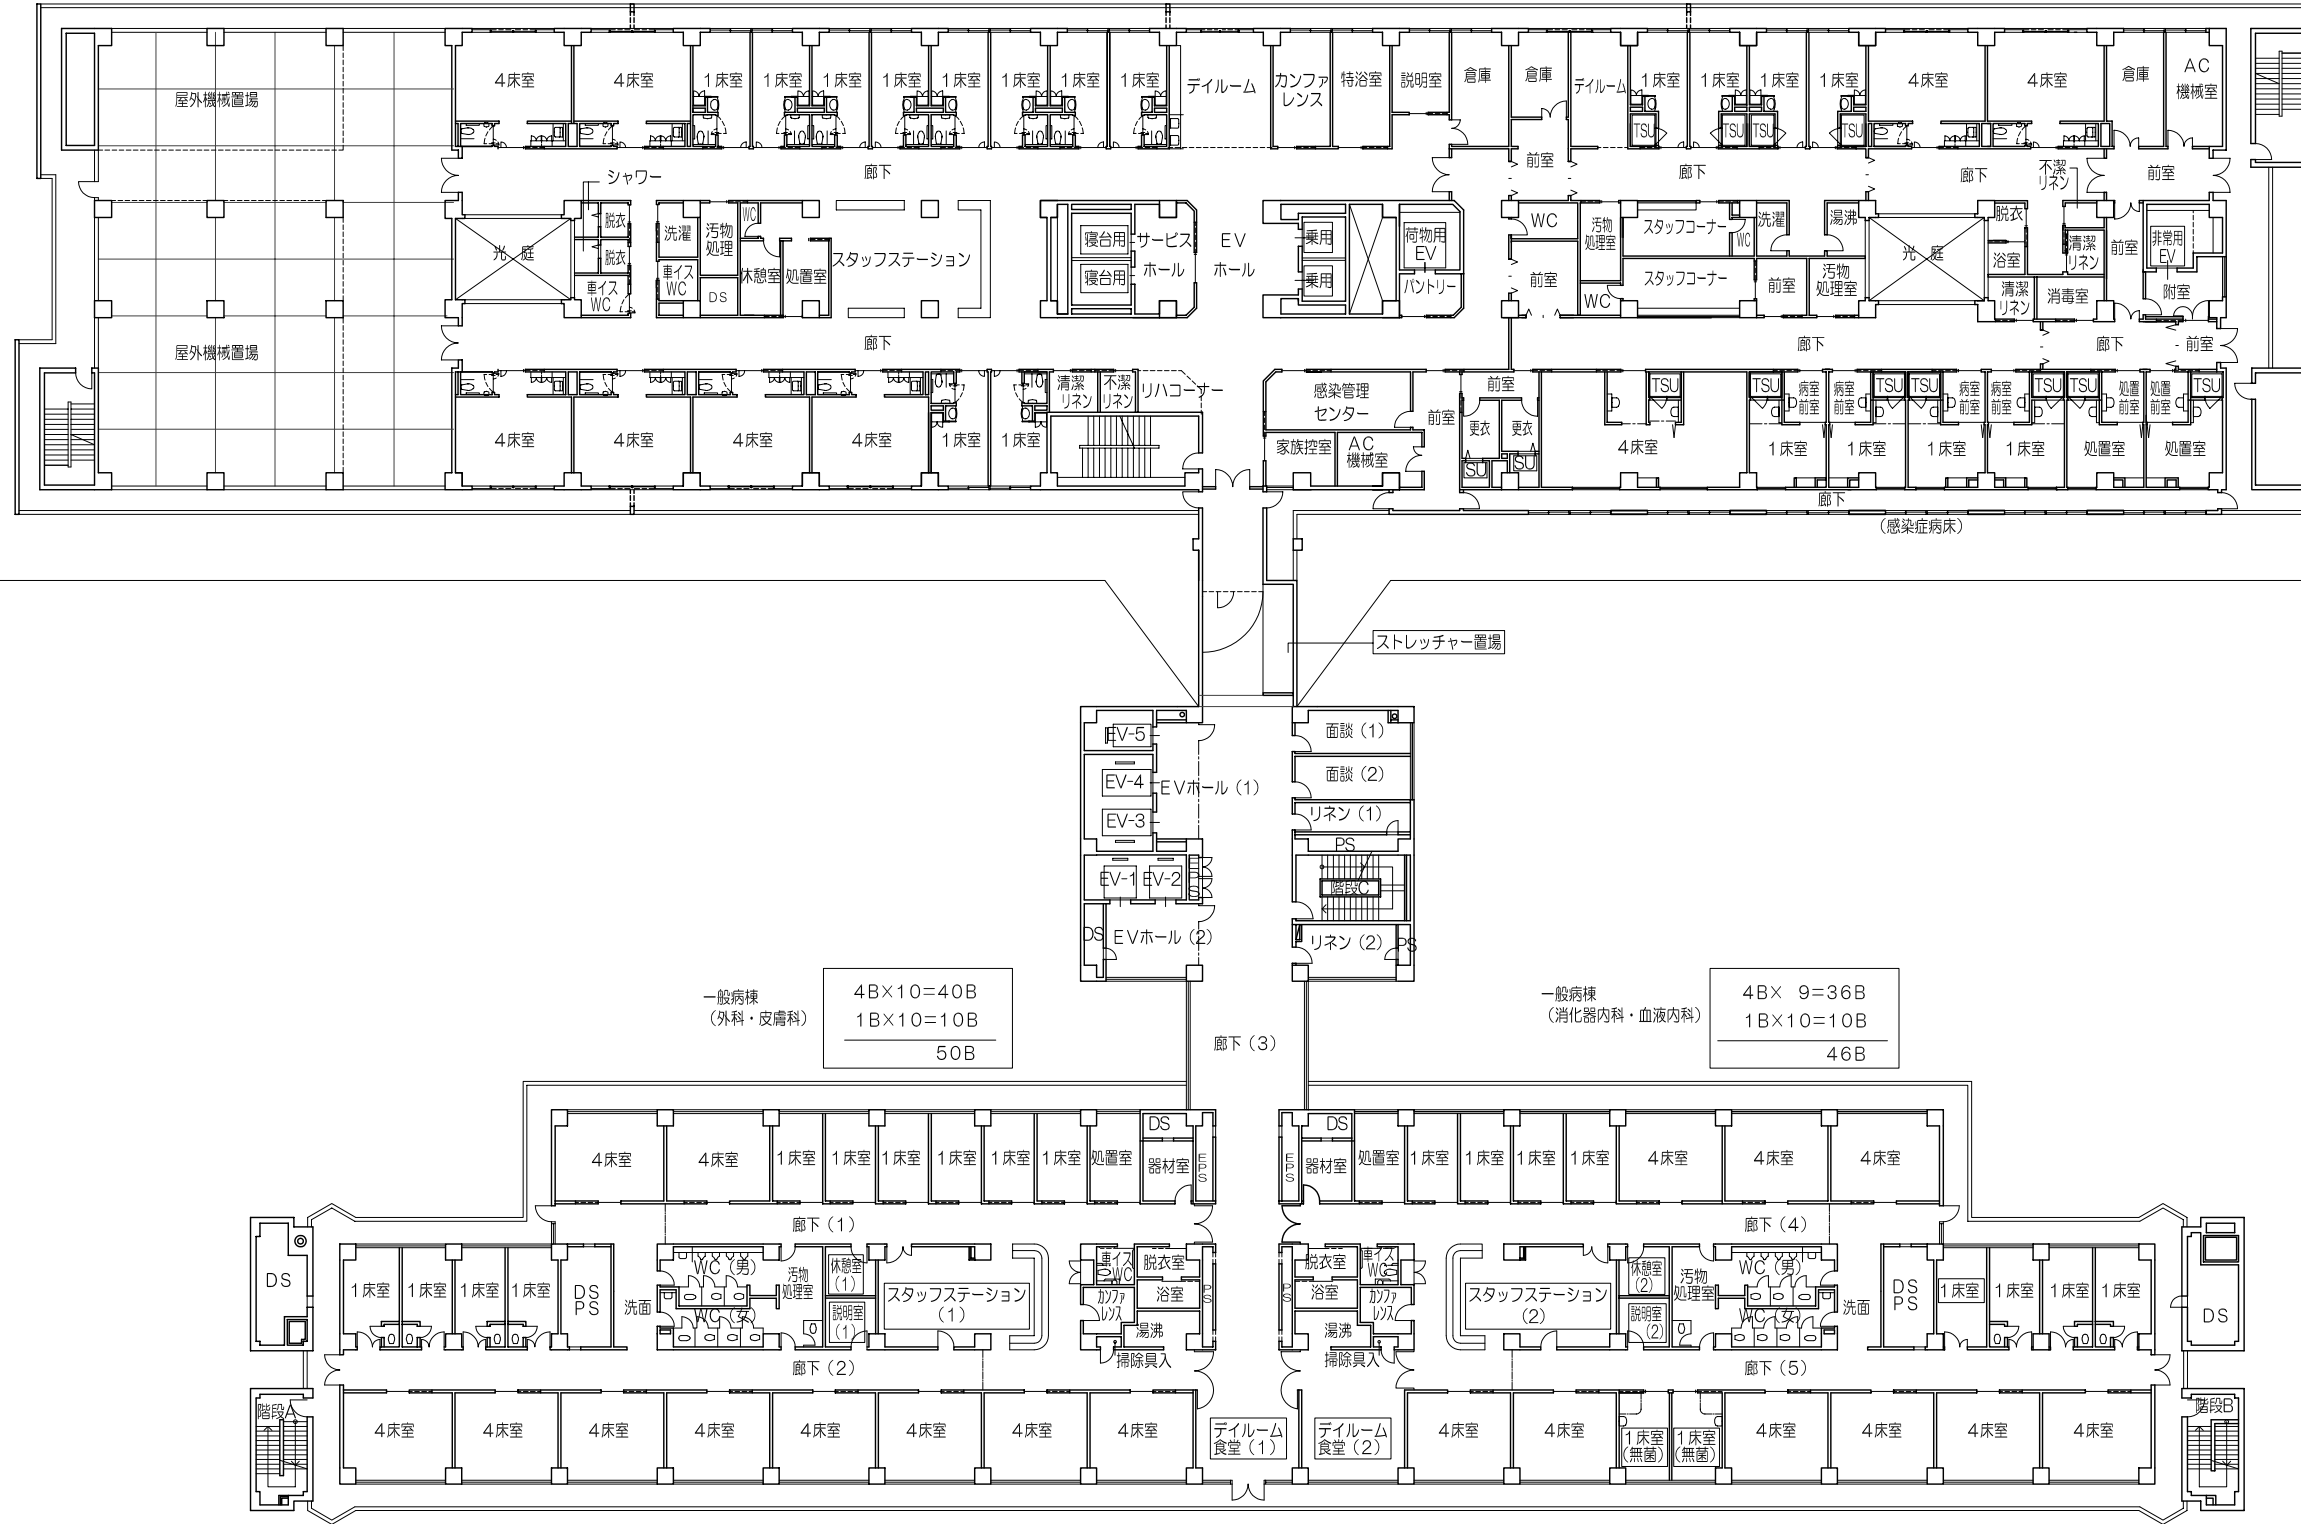 ４床室
４床室
１床室
１床室
１床室
１床室
１床室
１床室
１床室
１床室
デイルーム
カンファ
レンス
特浴室
説明室
倉庫
倉庫
デイルーム
１床室
１床室
１床室
１床室
４床室
４床室
倉庫
AC
機械室
屋外機械置場
TSU
TSU
TSU
TSU
シャワー
廊下
前室
廊下
廊下
不潔
リネン
前室
光庭
脱衣
脱衣
車イス
WC
洗濯
車イス
WC
汚物
処理
DS
WC
休憩室
処置室
スタッフステーション
寝台用
寝台用
サービス
ホール
EV
ホール
乗用
乗用
荷物用
EV
パントリー
WC
前室
汚物
処理室
WC
スタッフコーナー
WC
スタッフコーナー
洗濯
前室
湯沸
汚物
処理室
光庭
脱衣
浴室
清潔
リネン
清潔
リネン
消毒室
前室
非常用
EV
附室
屋外機械置場
廊下
廊下
廊下
前室
４床室
４床室
４床室
４床室
１床室
１床室
清潔
リネン
不潔
リネン
リハコーナー
感染管理
センター
家族控室
AC
機械室
前室
前室
更衣
更衣
SU
SU
４床室
TSU
TSU
病室
前室
病室
前室
TSU
TSU
病室
前室
病室
前室
TSU
TSU
処置
前室
処置
前室
TSU
１床室
１床室
１床室
１床室
処置室
処置室
廊下
（感染症病床）
ストレッチャー置場
EV-5
EV-4
EV-3
EVホール（1）
EV-1
EV-2
PS
DS
EVホール（2）
面談（1）
面談（2）
リネン（1）
PS
階段C
リネン（2）
PS
一般病棟
（外科・皮膚科）
4B×10=40B
1B×10=10B
50B
一般病棟
（消化器内科・血液内科）
4B× 9=36B
1B×10=10B
46B
廊下（3）
４床室
４床室
１床室
１床室
１床室
１床室
１床室
１床室
処置室
DS
器材室
EPS
EPS
DS
器材室
処置室
１床室
１床室
１床室
１床室
４床室
４床室
４床室
廊下（1）
廊下（4）
DS
１床室
１床室
１床室
１床室
DS
PS
洗面
WC（男）
WC（女）
汚物
処理室
休憩室
（1）
説明室
（1）
スタッフステーション
（1）
車イス
WC
カンファ
レンス
脱衣室
浴室
湯沸
掃除具入
PS
PS
脱衣室
浴室
湯沸
掃除具入
車イス
WC
カンファ
レンス
スタッフステーション
（2）
休憩室
（2）
説明室
（2）
汚物
処理室
WC（男）
WC（女）
洗面
DS
PS
１床室
１床室
１床室
１床室
DS
廊下（2）
廊下（5）
階段A
４床室
４床室
４床室
４床室
４床室
４床室
４床室
４床室
デイルーム
食堂（1）
デイルーム
食堂（2）
４床室
４床室
１床室
（無菌）
１床室
（無菌）
４床室
４床室
４床室
４床室
階段B